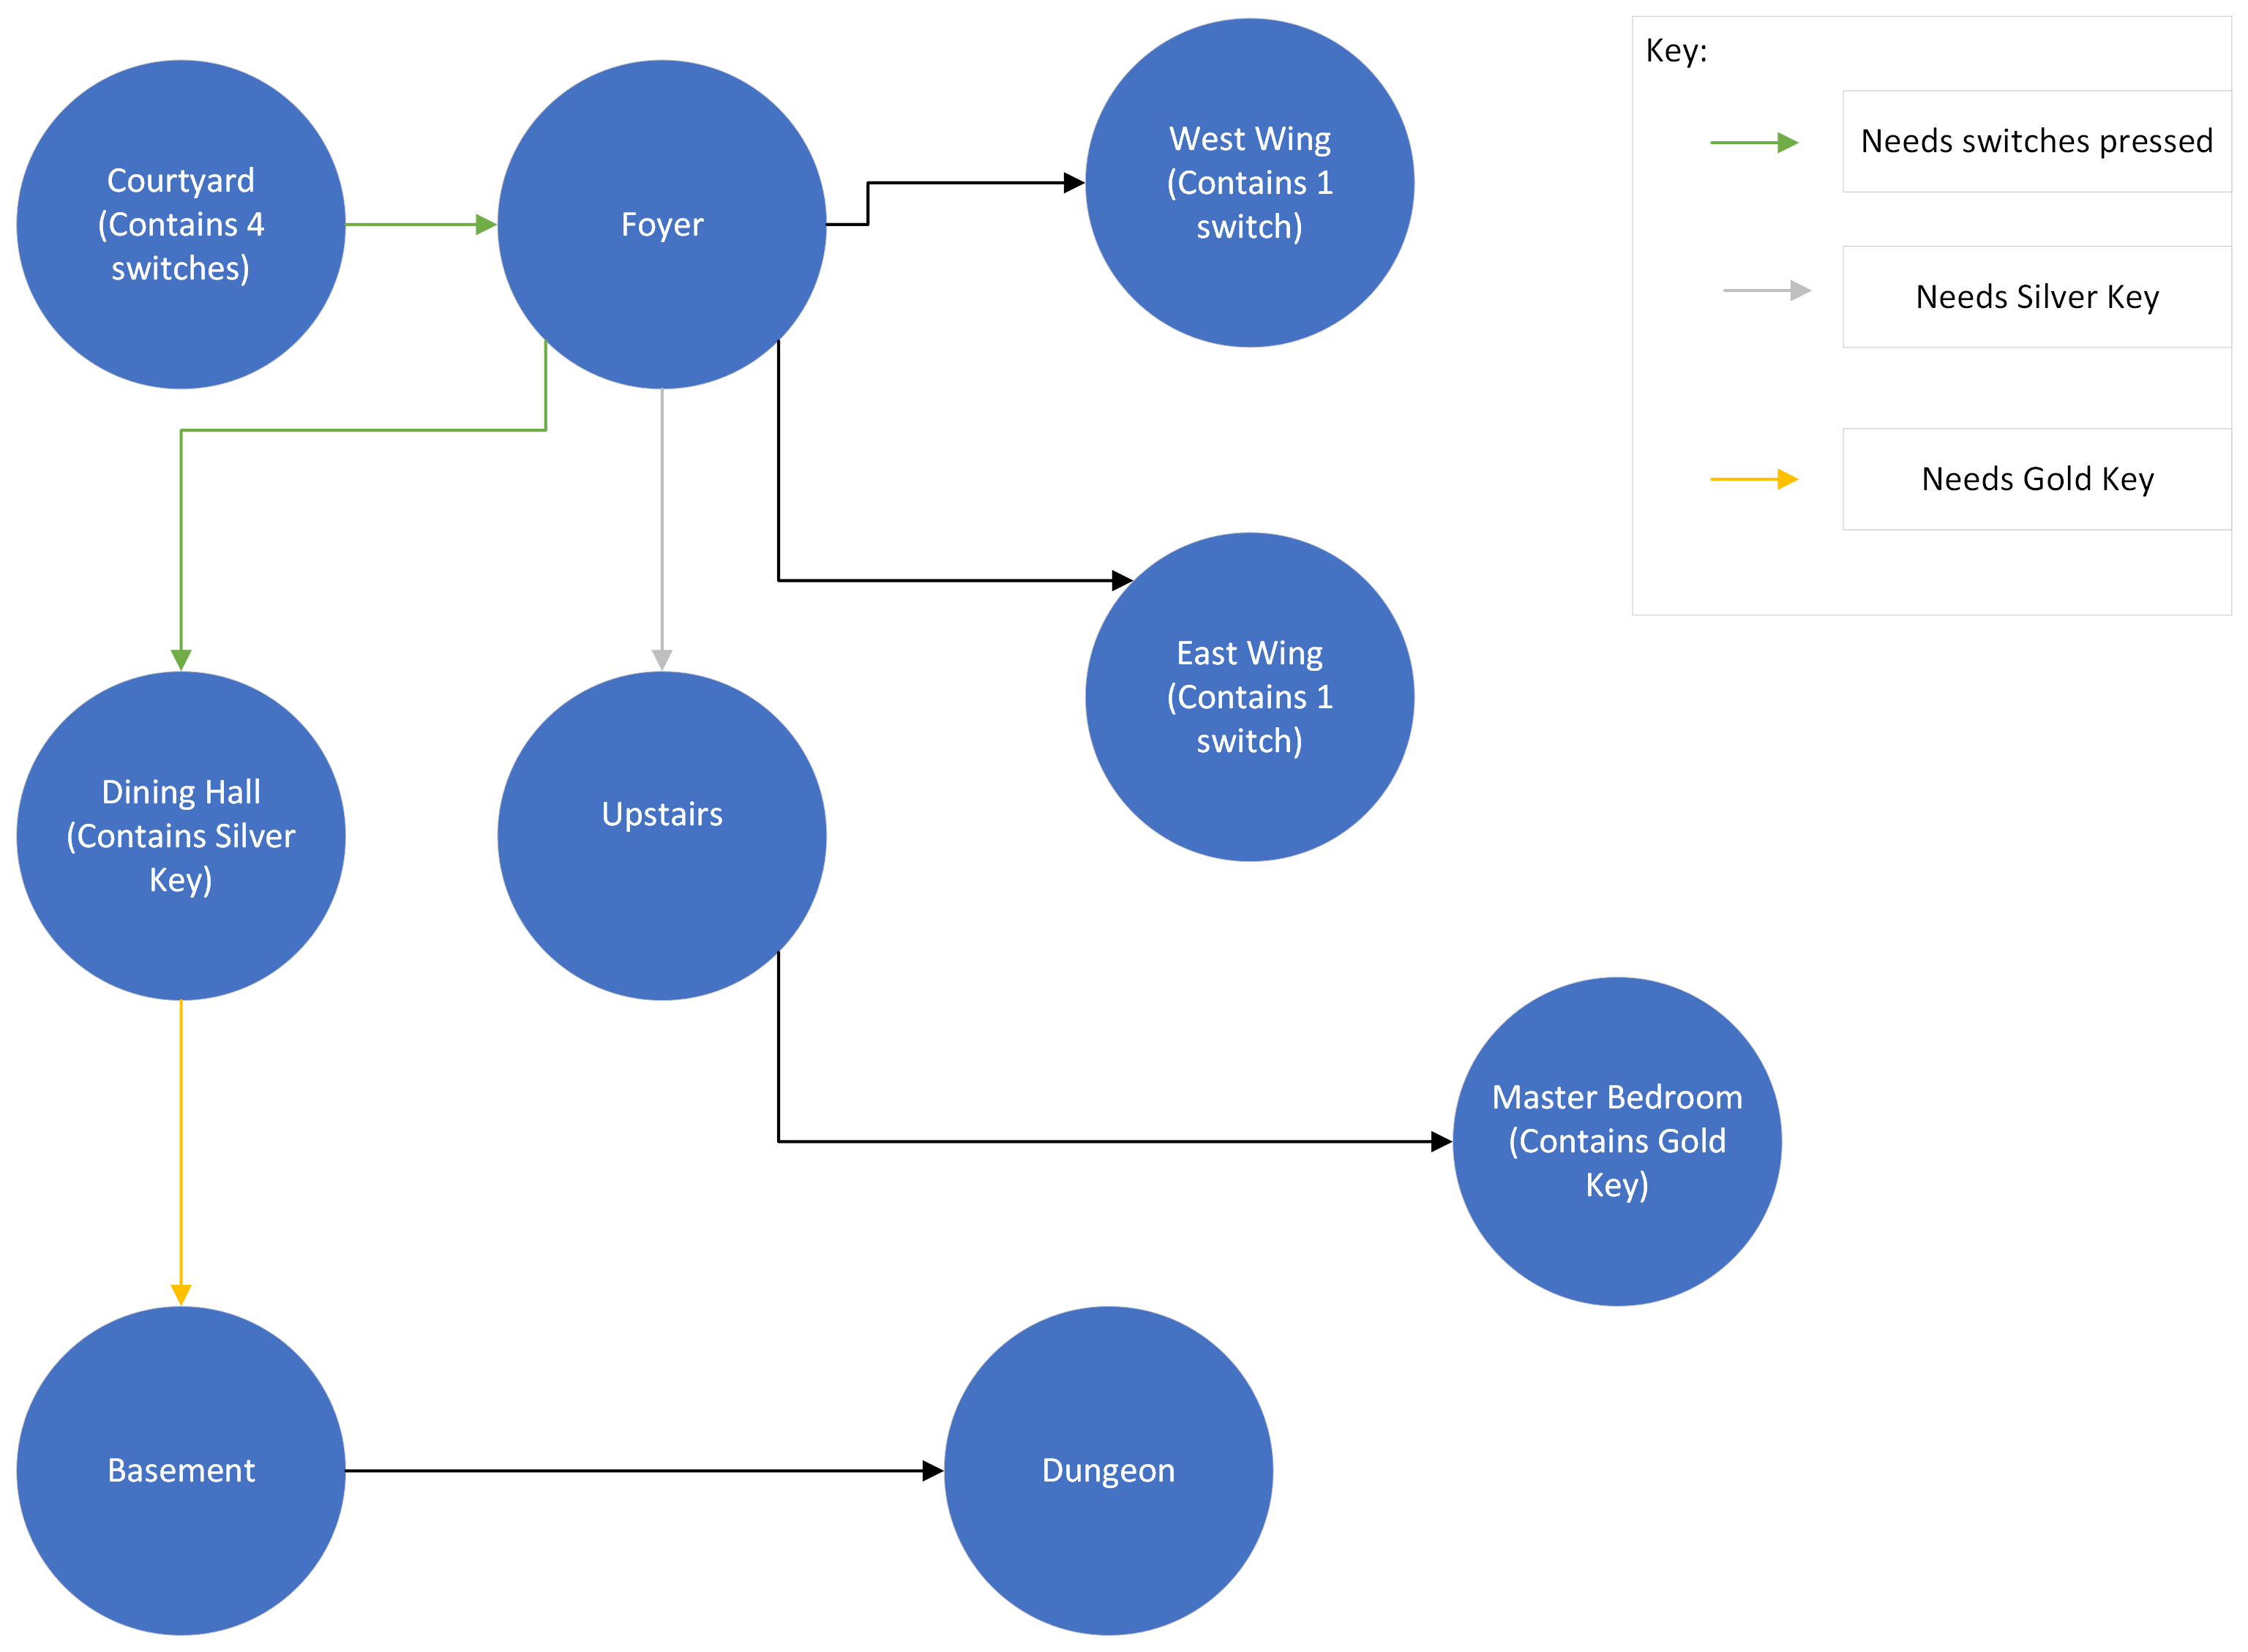 Courtyard
(Contains 4
switches)
Foyer
West Wing
(Contains 1
switch)
Key:
Needs switches pressed
Needs Silver Key
Needs Gold Key
East Wing
(Contains 1
switch)
Dining Hall
(Contains Silver
Key)
Upstairs
Master Bedroom
(Contains Gold
Key)
Basement
Dungeon